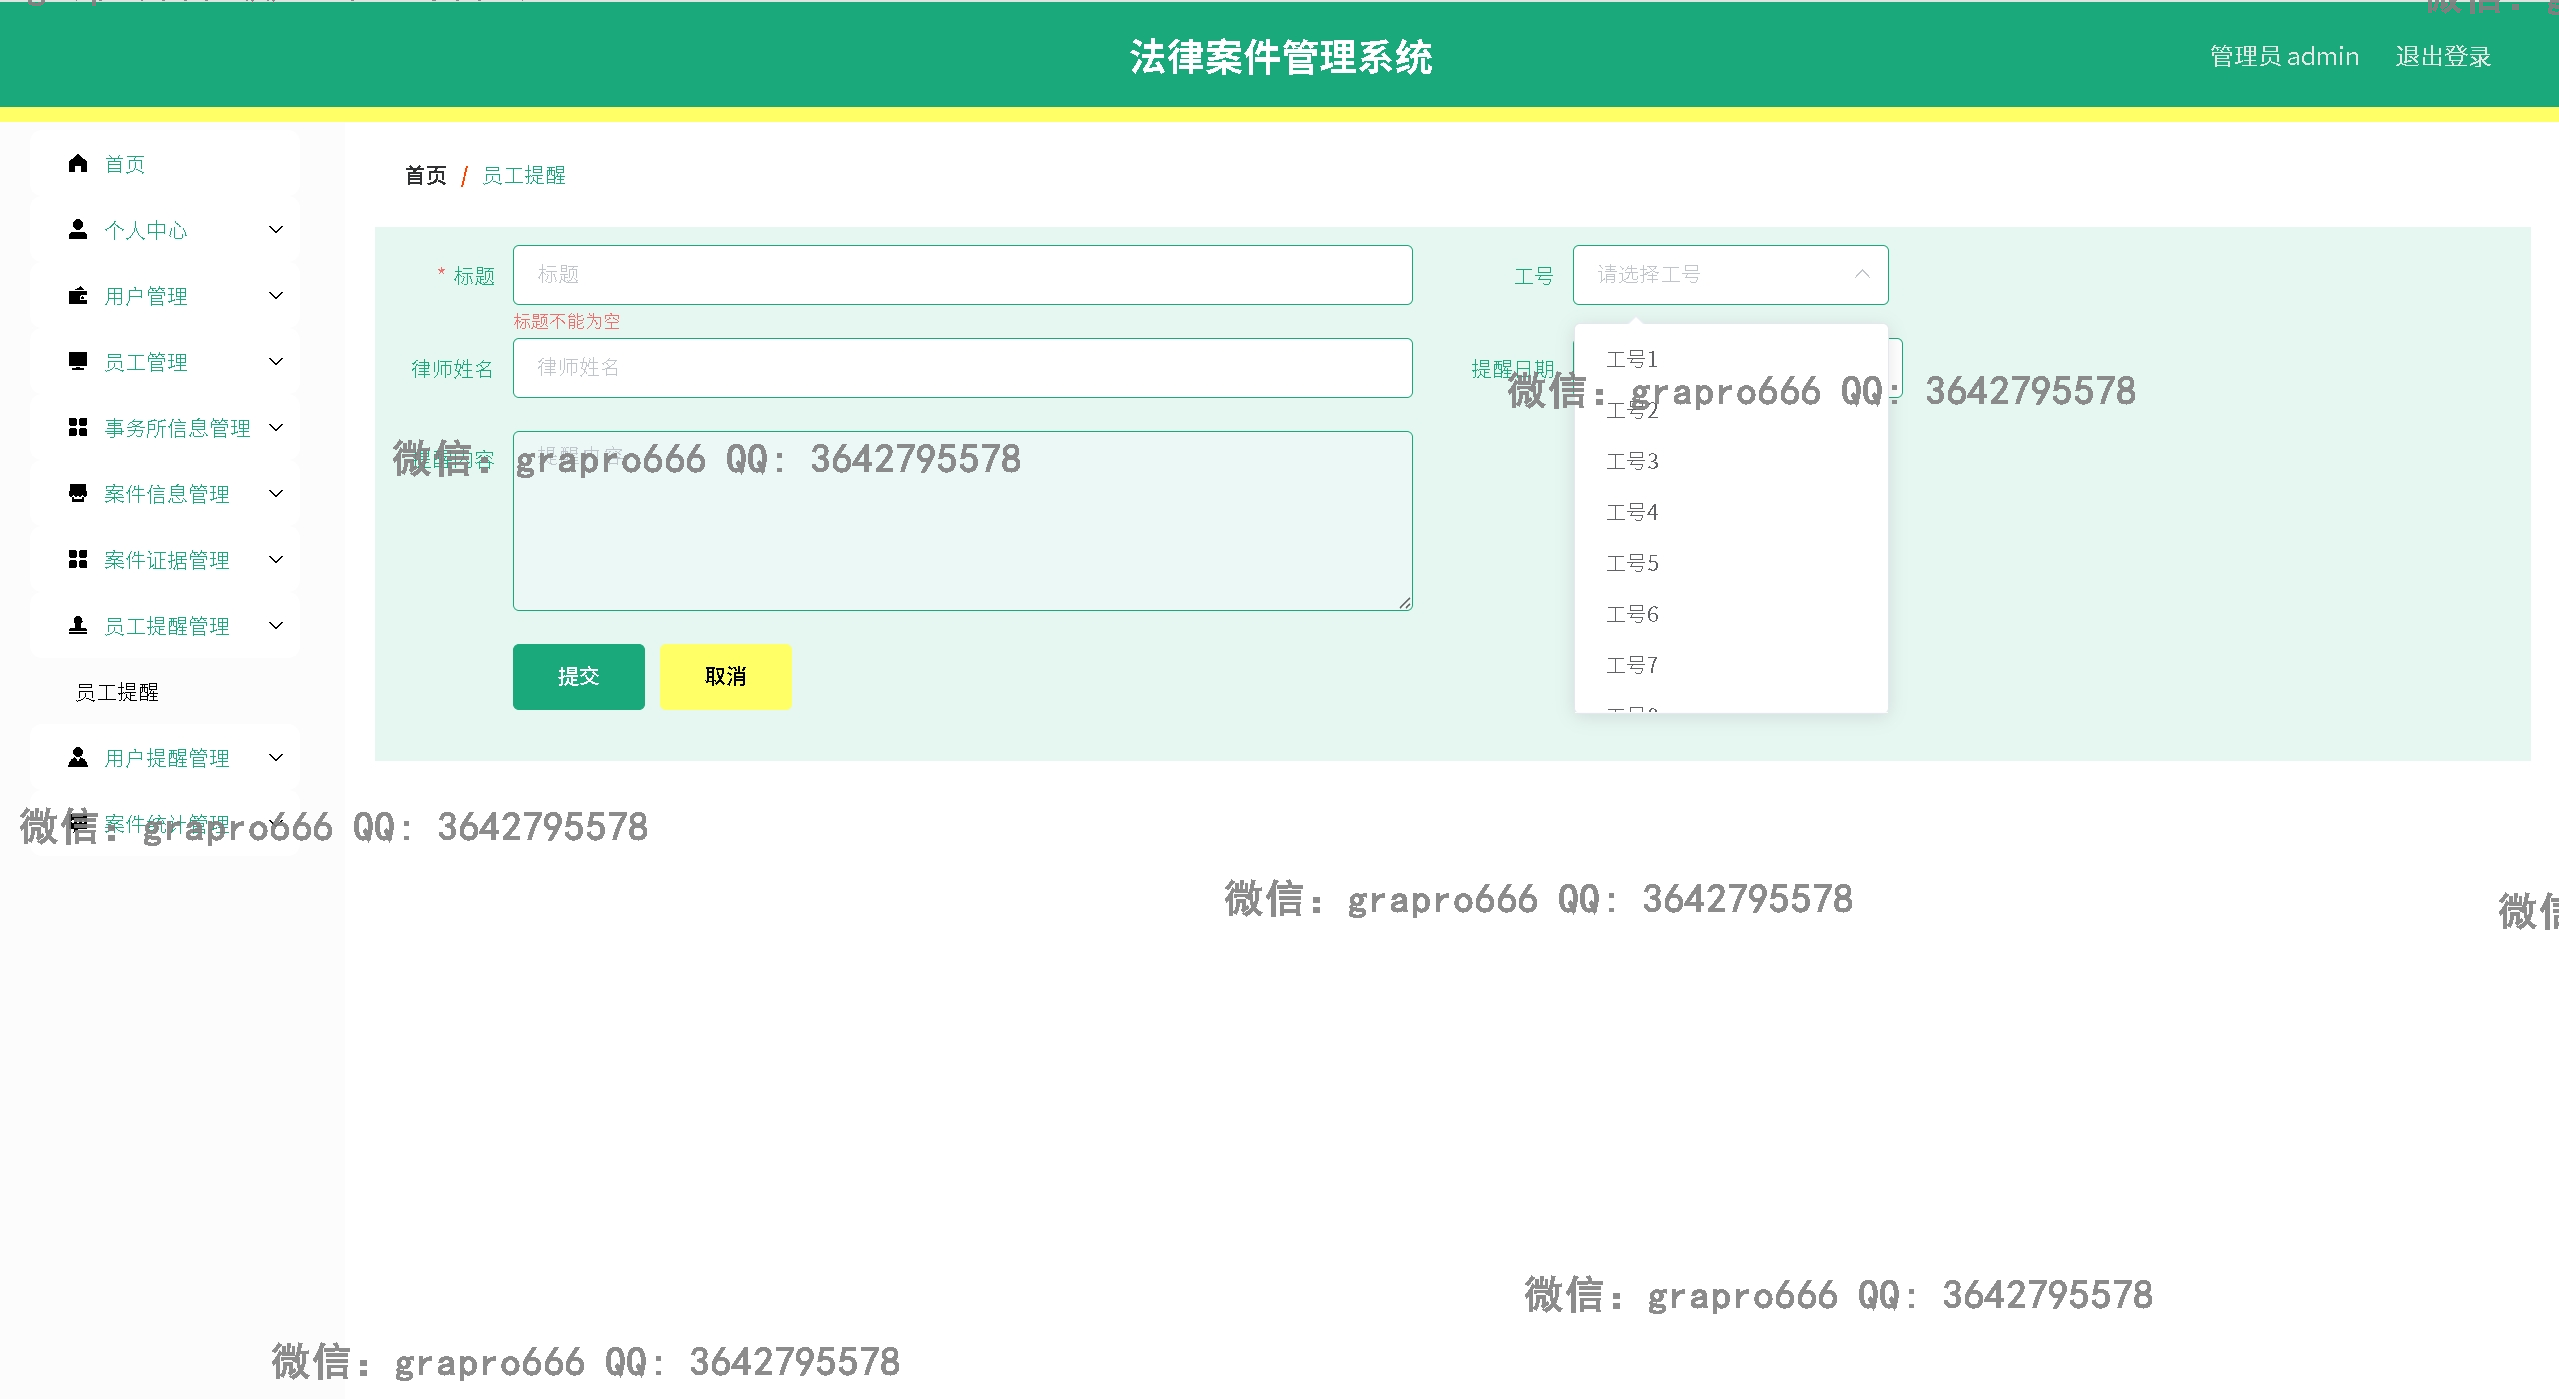 法律案件管理系统
管理员 admin
退出登录
首页
个人中心
用户管理
员工管理
事务所信息管理
案件信息管理
案件证据管理
员工提醒管理
员工提醒
用户提醒管理
案件统计管理
首页 / 员工提醒
* 标题
标题
标题不能为空
工号
请选择工号
律师姓名
律师姓名
提醒日期
提醒内容
提醒内容
工号1
工号2
工号3
工号4
工号5
工号6
工号7
提交
取消
微信：grapro666 QQ: 3642795578
微信：grapro666 QQ: 3642795578
微信：grapro666 QQ: 3642795578
微信：grapro666 QQ: 3642795578
微信
微信：grapro666 QQ: 3642795578
微信：grapro666 QQ: 3642795578